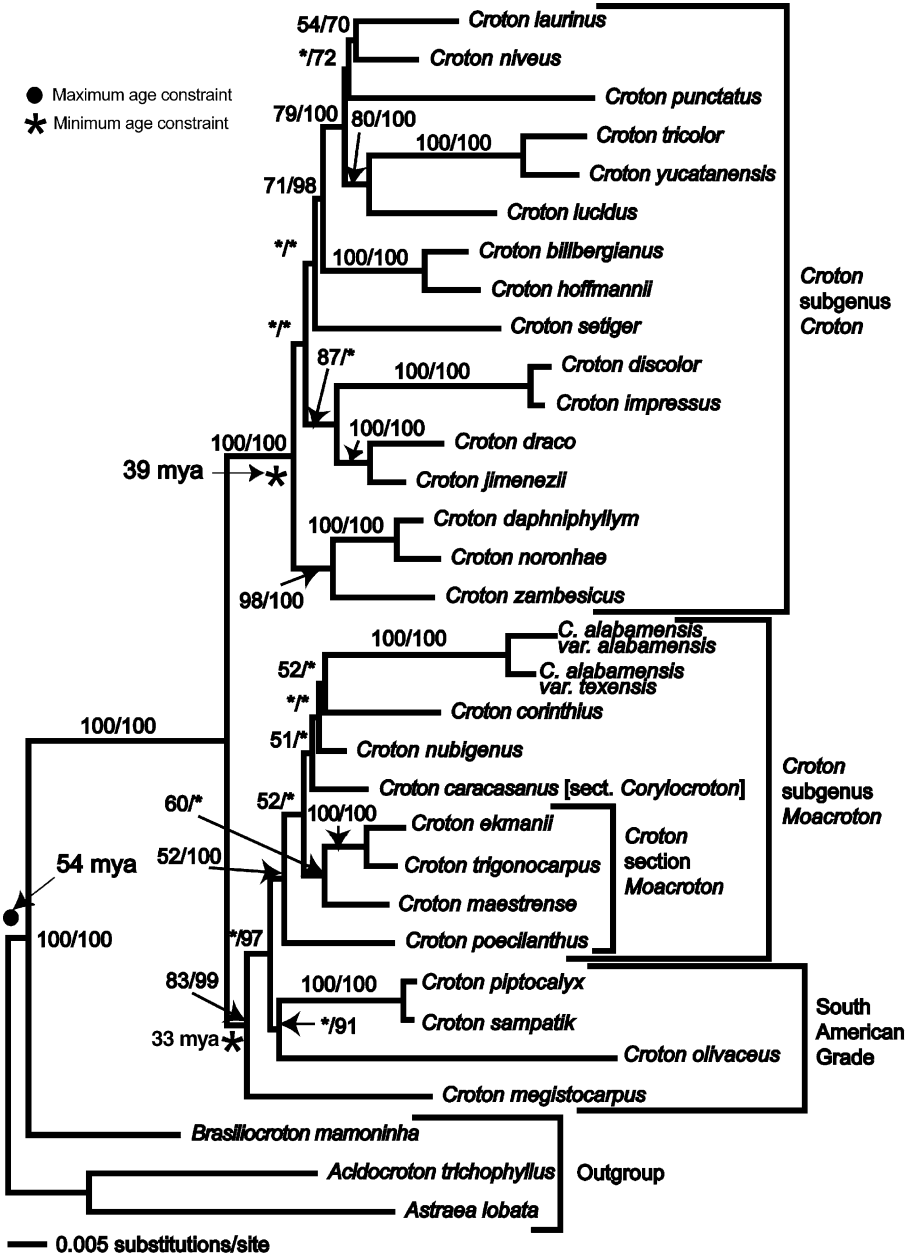 54/70
Croton laurinus
*/72
Croton niveus
Maximum age constraint
Minimum age constraint
Croton punctatus
79/100
80/100
Croton tricolor
100/100
Croton yucatanensis
71/98
Croton lucidus
*/*
100/100
Croton billbergianus
Croton hoffmannii
Croton
subgenus
Croton
*/*
Croton setiger
87/*
100/100
Croton discolor
Croton impressus
100/100
100/100
Croton draco
39 mya
Croton jimenezii
100/100
Croton daphniphyllym
Croton noronhae
98/100
Croton zambesicus
100/100
C. alabamensis
var. alabamensis
52/*
C. alabamensis
var. texensis
*/*
Croton corinthius
100/100
51/*
Croton nubigenus
Croton caracasanus [sect. Corylocroton]
Croton
subgenus
Moacroton
60/*
52/*
100/100
Croton ekmanii
Croton
section
Moacroton
52/100
54 mya
Croton trigonocarpus
Croton maestrense
100/100
*/97
Croton poecilanthus
83/99
100/100
Croton piptocalyx
33 mya
*/91
Croton sampatik
South
American
Grade
Croton olivaceus
Croton megistocarpus
Brasiliocroton mamoninha
Acidocroton trichophyllus
Outgroup
Astraea lobata
0.005 substitutions/site